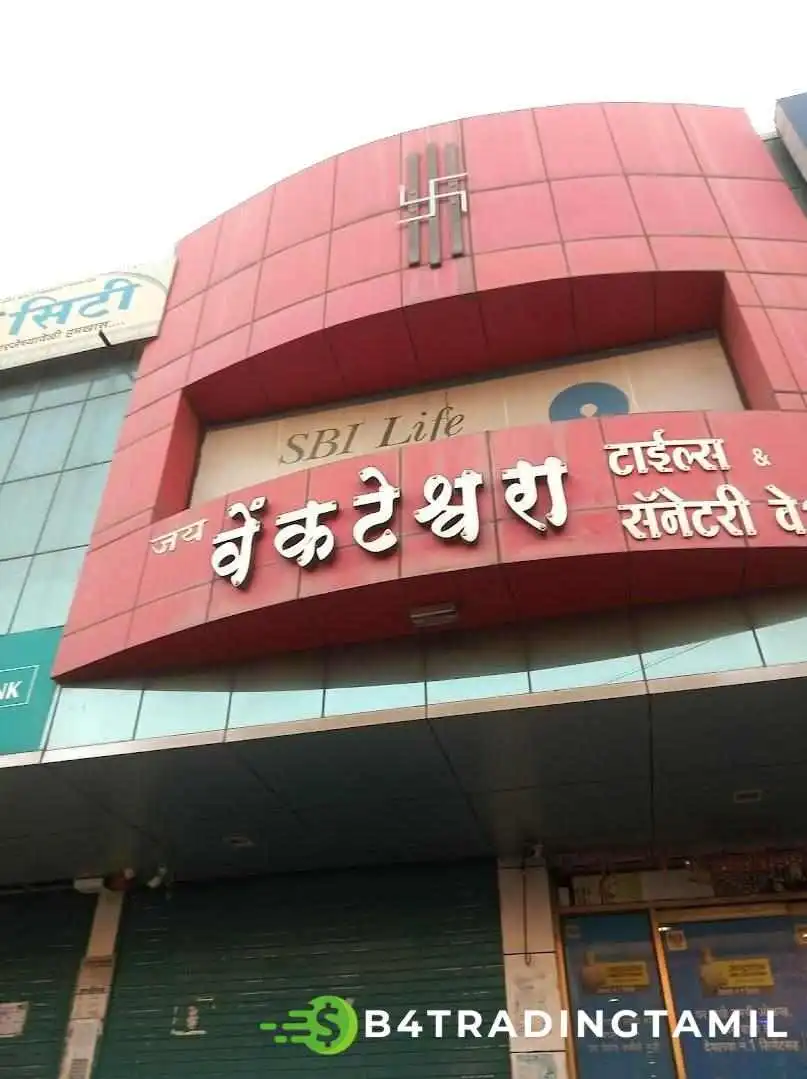 सिटी
SBI Life
जय वेंकटेश्वरा टाईल्स &
सॅनेटरी वे
NK
B4TRADINGTAMIL